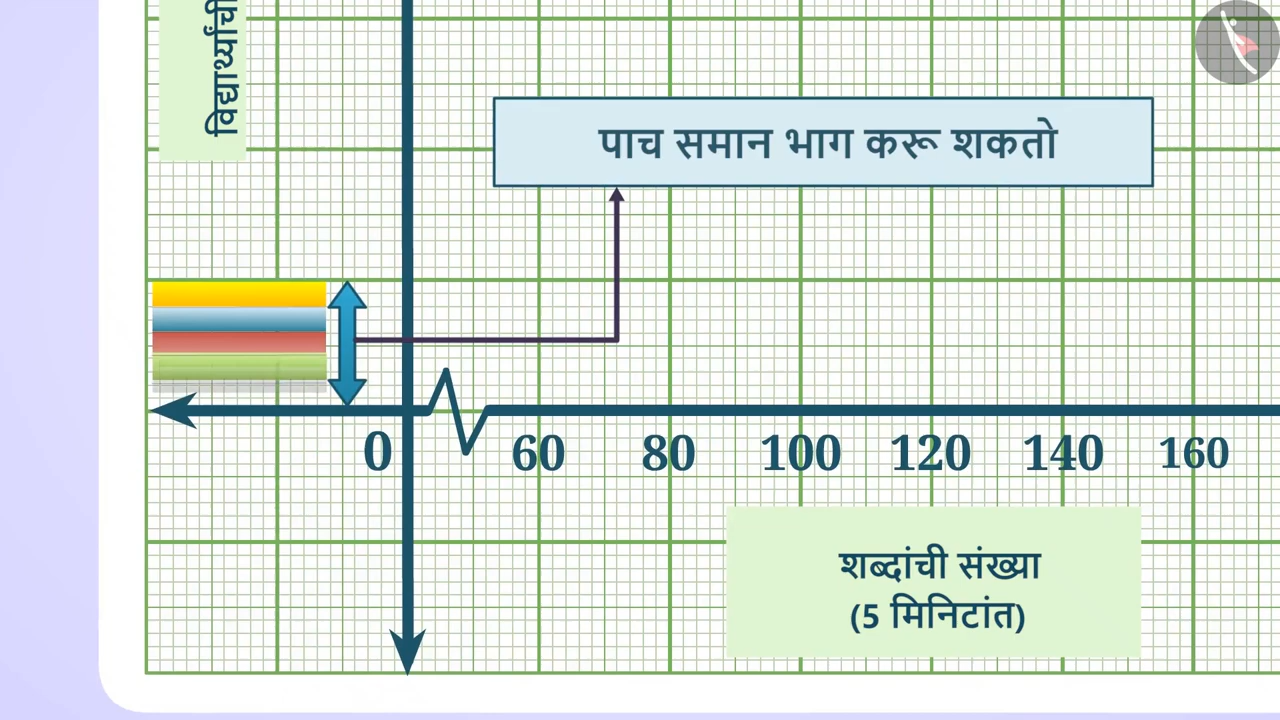 विद्यार्थ्यांची
पाच समान भाग करू शकतो
0 60 80 100 120 140 160
शब्दांची संख्या
(5 मिनिटांत)